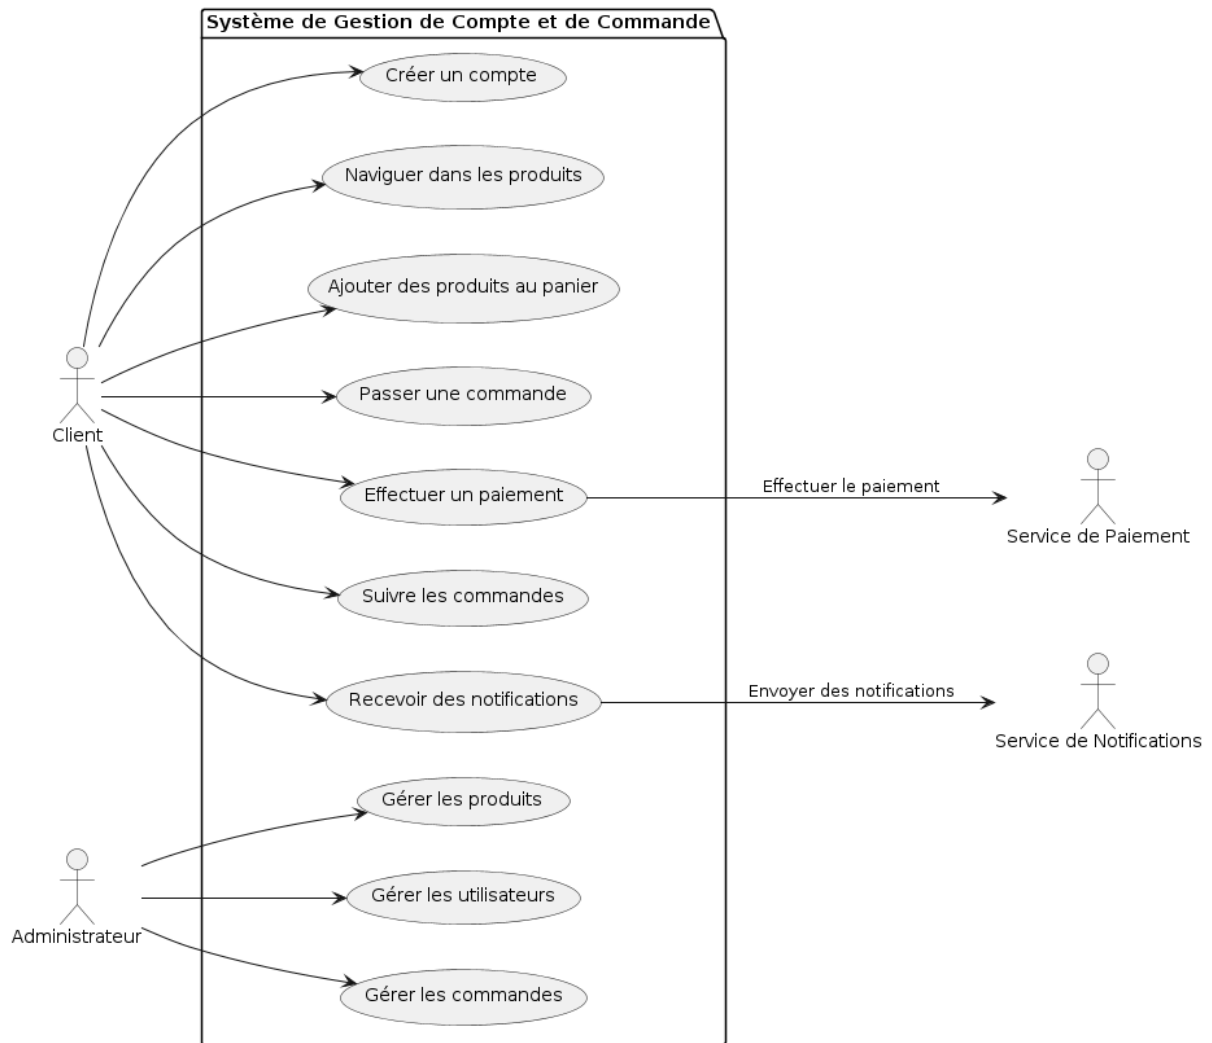 Système de Gestion de Compte et de Commande
Créer un compte
Naviguer dans les produits
Ajouter des produits au panier
Passer une commande
Client
Effectuer un paiement
Effectuer le paiement
Service de Paiement
Suivre les commandes
Recevoir des notifications
Envoyer des notifications
Service de Notifications
Gérer les produits
Gérer les utilisateurs
Administrateur
Gérer les commandes